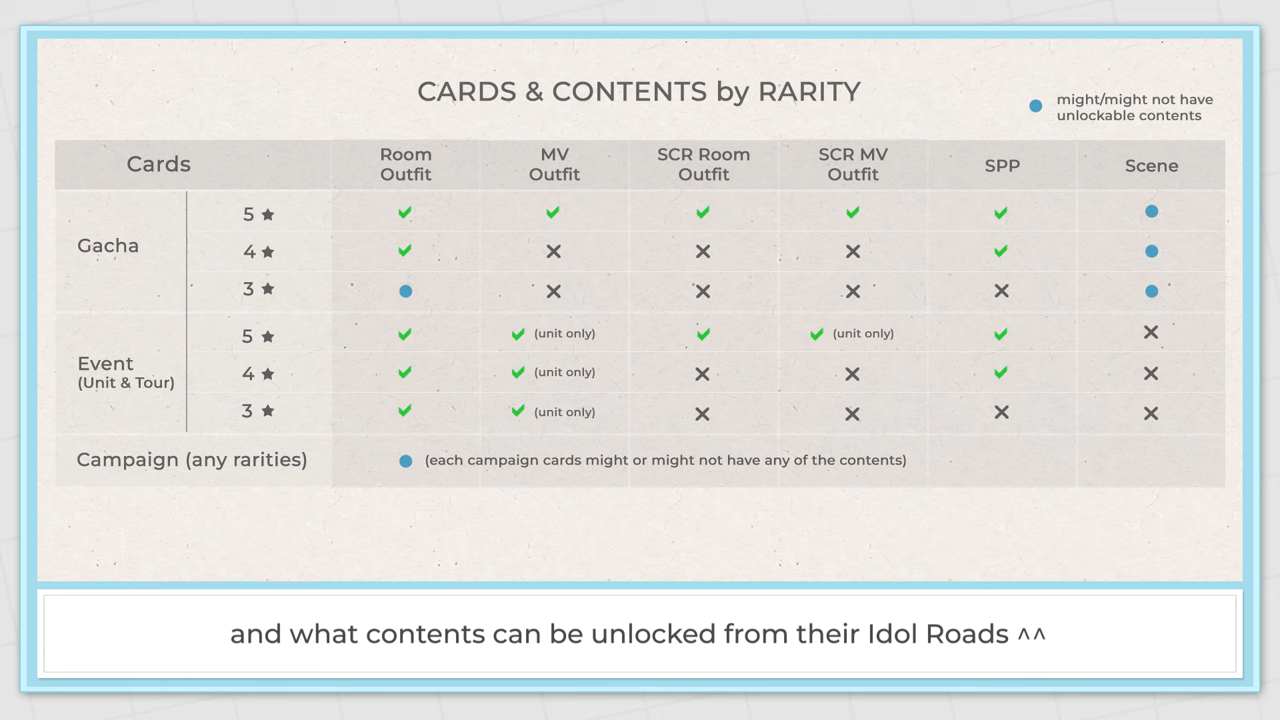 CARDS & CONTENTS by RARITY
might/might not have
unlockable contents
Cards
Room
Outfit
MV
Outfit
SCR Room
Outfit
SCR MV
Outfit
SPP
Scene
Gacha
5 ★
4 ★
3 ★
Event
(Unit & Tour)
5 ★ (unit only) (unit only)
4 ★ (unit only)
3 ★ (unit only)
Campaign (any rarities)
(each campaign cards might or might not have any of the contents)
and what contents can be unlocked from their Idol Roads ^^